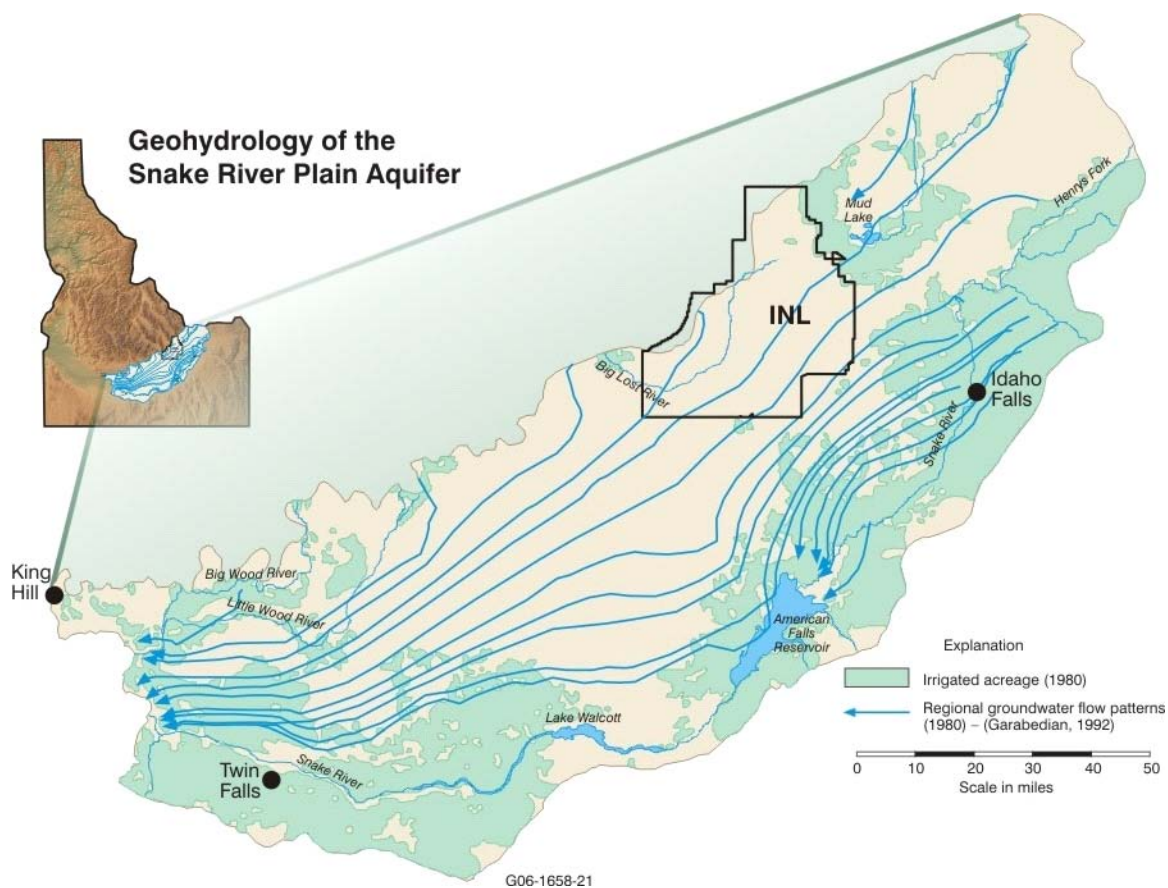 Geohydrology of the
Snake River Plain Aquifer
Henrys Fork
Mud
Lake
INL
Big Lost River
Idaho
Falls
Snake River
King
Hill
Big Wood River
Little Wood River
American
Falls
Reservoir
Lake Walcott
Snake River
Twin
Falls
Explanation
Irrigated acreage (1980)
Regional groundwater flow patterns
(1980) – (Garabedian, 1992)
0 10 20 30 40 50
Scale in miles
G06-1658-21